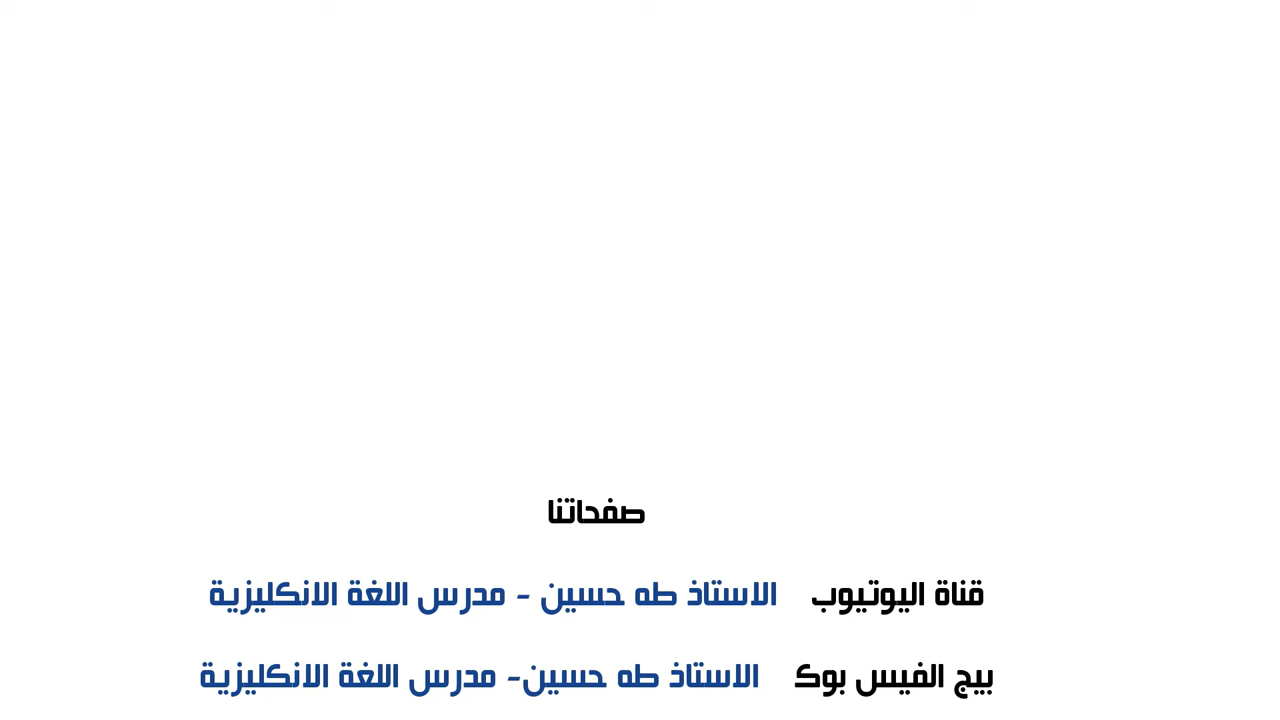 صفحاتنا
قناة اليوتيوب الاستاذ طه حسين - مدرس اللغة الانكليزية
بيج الفيس بوك الاستاذ طه حسين- مدرس اللغة الانكليزية